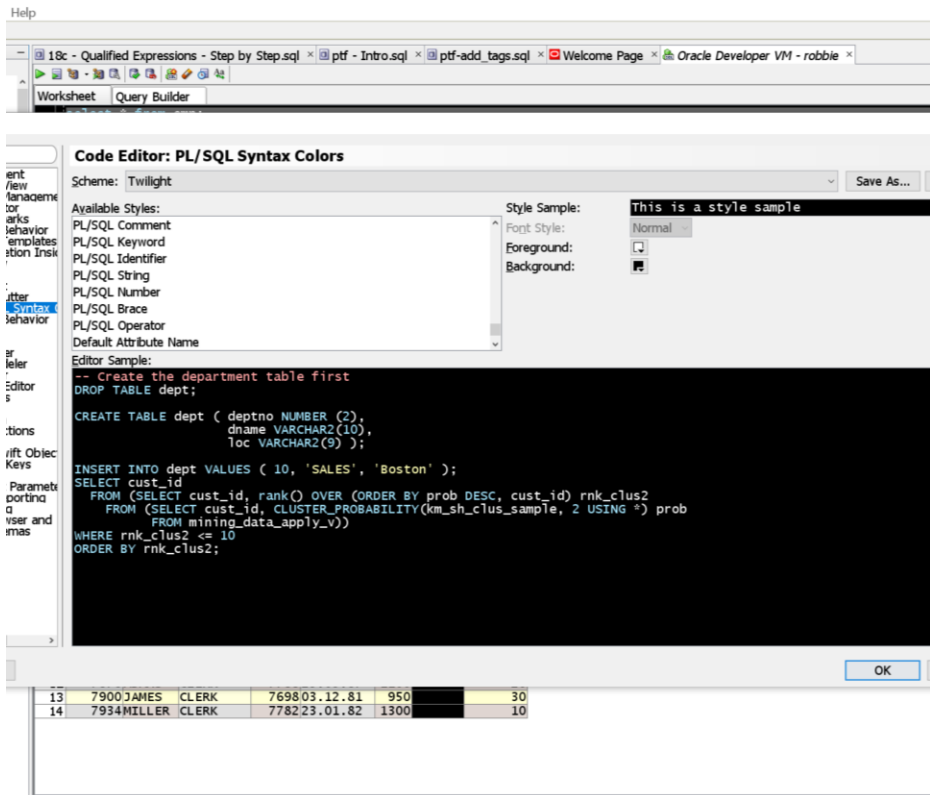 Help
18c - Qualified Expressions - Step by Step.sql × ptf - Intro.sql × ptf-add_tags.sql × Welcome Page × Oracle Developer VM - robbie ×
Worksheet Query Builder
Code Editor: PL/SQL Syntax Colors
Scheme: Twilight Save As...
Available Styles:
PL/SQL Comment
PL/SQL Keyword
PL/SQL Identifier
PL/SQL String
PL/SQL Number
PL/SQL Brace
PL/SQL Operator
Default Attribute Name
Style Sample: This is a style sample
Font Style: Normal
Foreground:
Background:
Editor Sample:
-- Create the department table first
DROP TABLE dept;
CREATE TABLE dept ( deptno NUMBER (2),
dname VARCHAR2(10),
loc VARCHAR2(9) );
INSERT INTO dept VALUES ( 10, 'SALES', 'Boston' );
SELECT cust_id
FROM (SELECT cust_id, rank() OVER (ORDER BY prob DESC, cust_id) rnk_clus2
FROM (SELECT cust_id, CLUSTER_PROBABILITY(km_sh_clus_sample, 2 USING *) prob
FROM mining_data_apply_v))
WHERE rnk_clus2 <= 10
ORDER BY rnk_clus2;
OK
13 7900 JAMES CLERK 7698 03.12.81 950 30
14 7934 MILLER CLERK 7782 23.01.82 1300 10